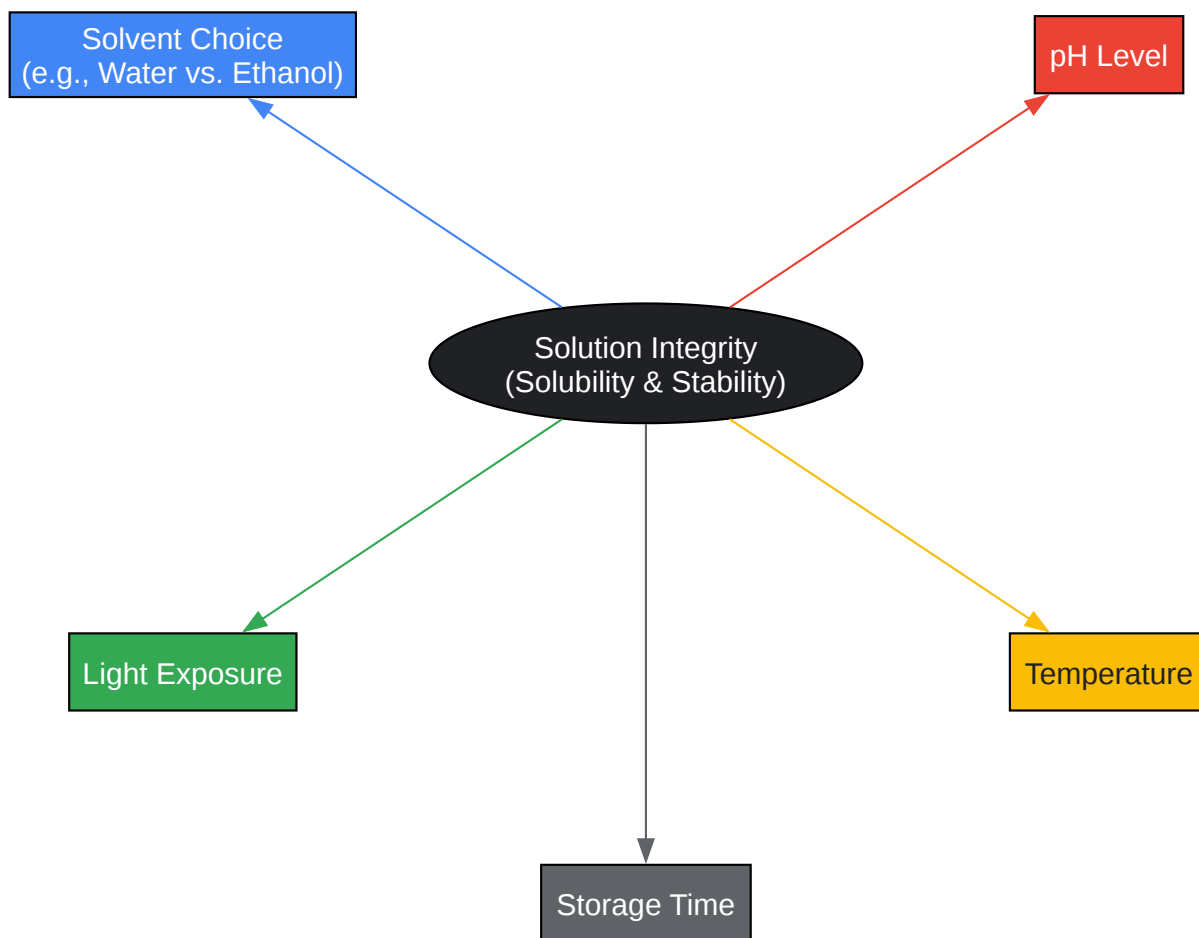 Solvent Choice
(e.g., Water vs. Ethanol)
pH Level
Solution Integrity
(Solubility & Stability)
Light Exposure
Temperature
Storage Time